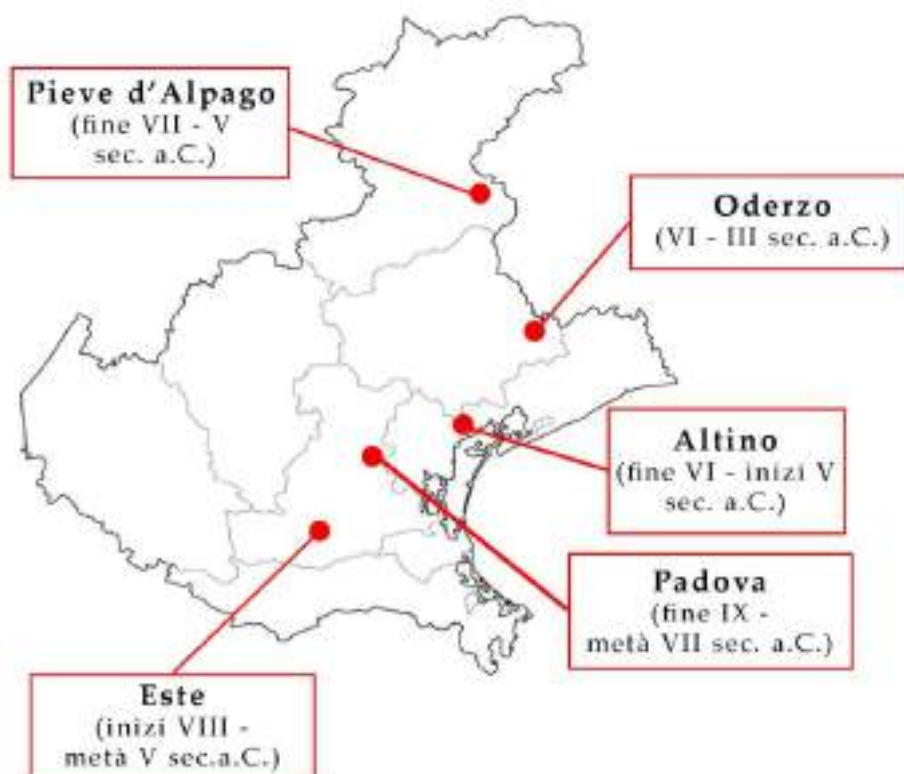 Pieve d'Alpago
(fine VII - V
sec. a.C.)
Oderzo
(VI - III sec. a.C.)
Altino
(fine VI - inizi V
sec. a.C.)
Padova
(fine IX -
metà VII sec. a.C.)
Este
(inizi VIII -
metà V sec.a.C.)